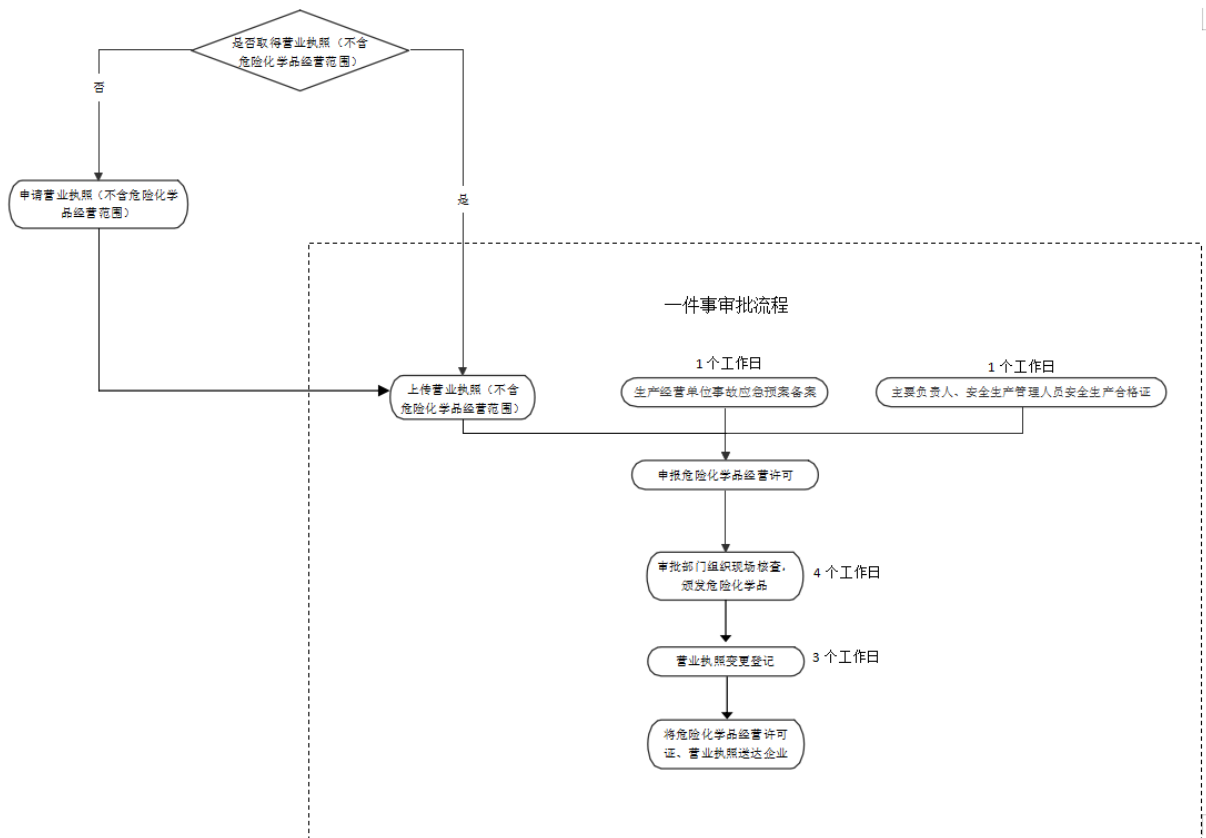 是否取得营业执照（不含
危险化学品经营范围）
否
申请营业执照（不含危险化学
品经营范围）
是
一件事审批流程
1 个工作日
1 个工作日
上传营业执照（不含
危险化学品经营范围）
生产经营单位事故应急预案备案
主要负责人、安全生产管理人员安全生产合格证
申报危险化学品经营许可
审批部门组织现场核查，
颁发危险化学品
4 个工作日
营业执照变更登记
3 个工作日
将危险化学品经营许可
证、营业执照送达企业